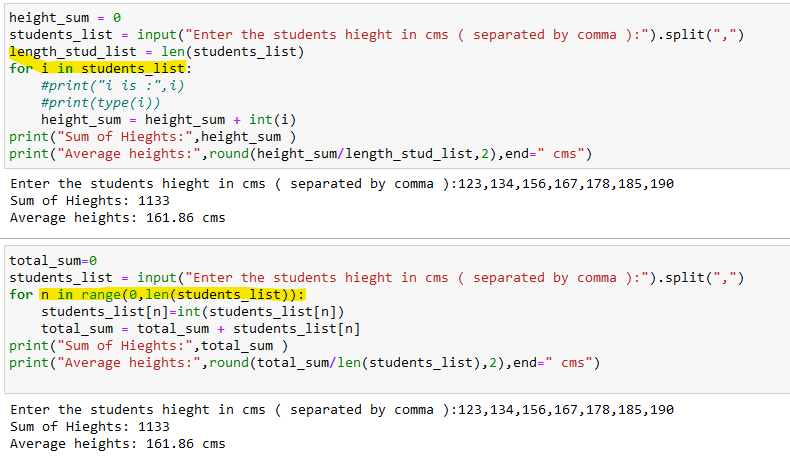 height_sum = 0
students_list = input("Enter the students hieght in cms ( separated by comma ):").split(",")
length_stud_list = len(students_list)
for i in students_list:
    #print("i is :",i)
    #print(type(i))
    height_sum = height_sum + int(i)
print("Sum of Hieghts:",height_sum )
print("Average heights:",round(height_sum/length_stud_list,2),end=" cms")
Enter the students hieght in cms ( separated by comma ):123,134,156,167,178,185,190
Sum of Hieghts: 1133
Average heights: 161.86 cms
total_sum=0
students_list = input("Enter the students hieght in cms ( separated by comma ):").split(",")
for n in range(0,len(students_list)):
    students_list[n]=int(students_list[n])
    total_sum = total_sum + students_list[n]
print("Sum of Hieghts:",total_sum )
print("Average heights:",round(total_sum/len(students_list),2),end=" cms")
Enter the students hieght in cms ( separated by comma ):123,134,156,167,178,185,190
Sum of Hieghts: 1133
Average heights: 161.86 cms